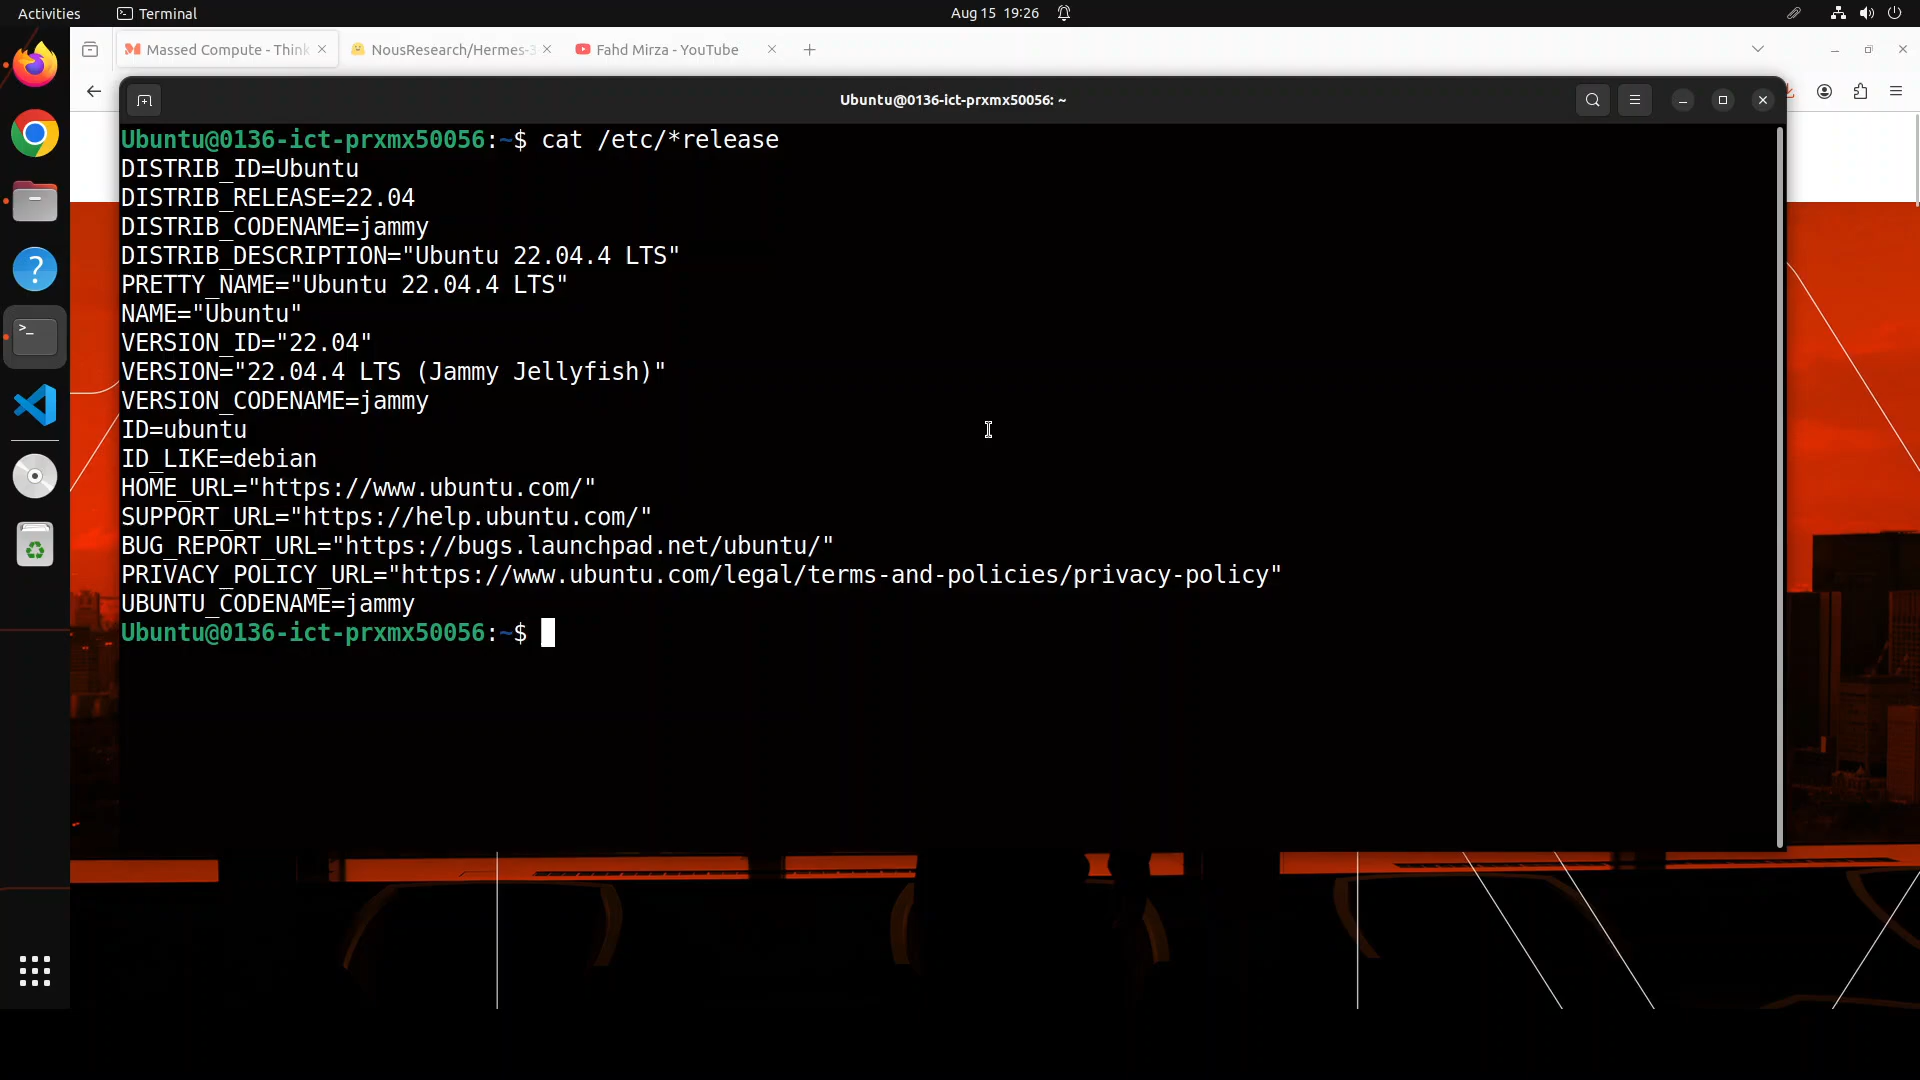 Activities
Terminal
Aug 15 19:26
Massed Compute - Think
NousResearch/Hermes-3
Fahd Mirza - YouTube
Ubuntu@0136-ict-prxmx50056: ~
Ubuntu@0136-ict-prxmx50056:~$ cat /etc/*release
DISTRIB_ID=Ubuntu
DISTRIB_RELEASE=22.04
DISTRIB_CODENAME=jammy
DISTRIB_DESCRIPTION="Ubuntu 22.04.4 LTS"
PRETTY_NAME="Ubuntu 22.04.4 LTS"
NAME="Ubuntu"
VERSION_ID="22.04"
VERSION="22.04.4 LTS (Jammy Jellyfish)"
VERSION_CODENAME=jammy
ID=ubuntu
ID_LIKE=debian
HOME_URL="https://www.ubuntu.com/"
SUPPORT_URL="https://help.ubuntu.com/"
BUG_REPORT_URL="https://bugs.launchpad.net/ubuntu/"
PRIVACY_POLICY_URL="https://www.ubuntu.com/legal/terms-and-policies/privacy-policy"
UBUNTU_CODENAME=jammy
Ubuntu@0136-ict-prxmx50056:~$